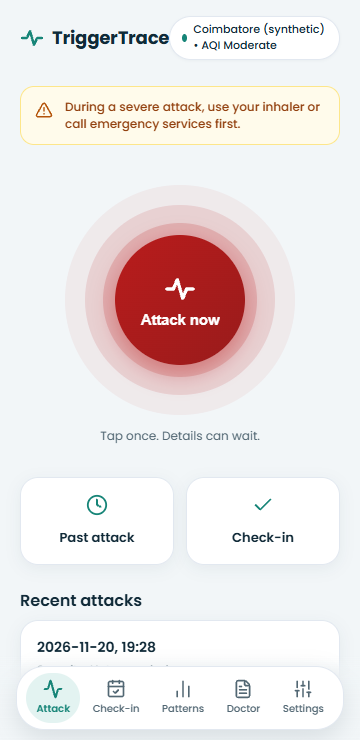 TriggerTrace
Coimbatore (synthetic)
• AQI Moderate
During a severe attack, use your inhaler or
call emergency services first.
Attack now
Tap once. Details can wait.
Past attack
Check-in
Recent attacks
2026-11-20, 19:28
Attack
Check-in
Patterns
Doctor
Settings